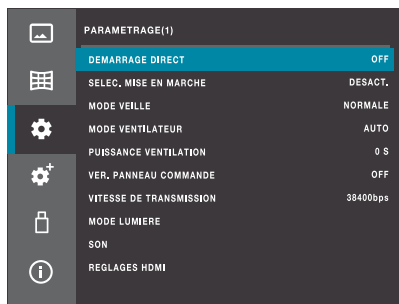 PARAMETRAGE(1)
DEMARRAGE DIRECT OFF
SELEC. MISE EN MARCHE DESACT.
MODE VEILLE NORMALE
MODE VENTILATEUR AUTO
PUISSANCE VENTILATION 0 S
VER. PANNEAU COMMANDE OFF
VITESSE DE TRANSMISSION 38400bps
MODE LUMIERE
SON
REGLAGES HDMI